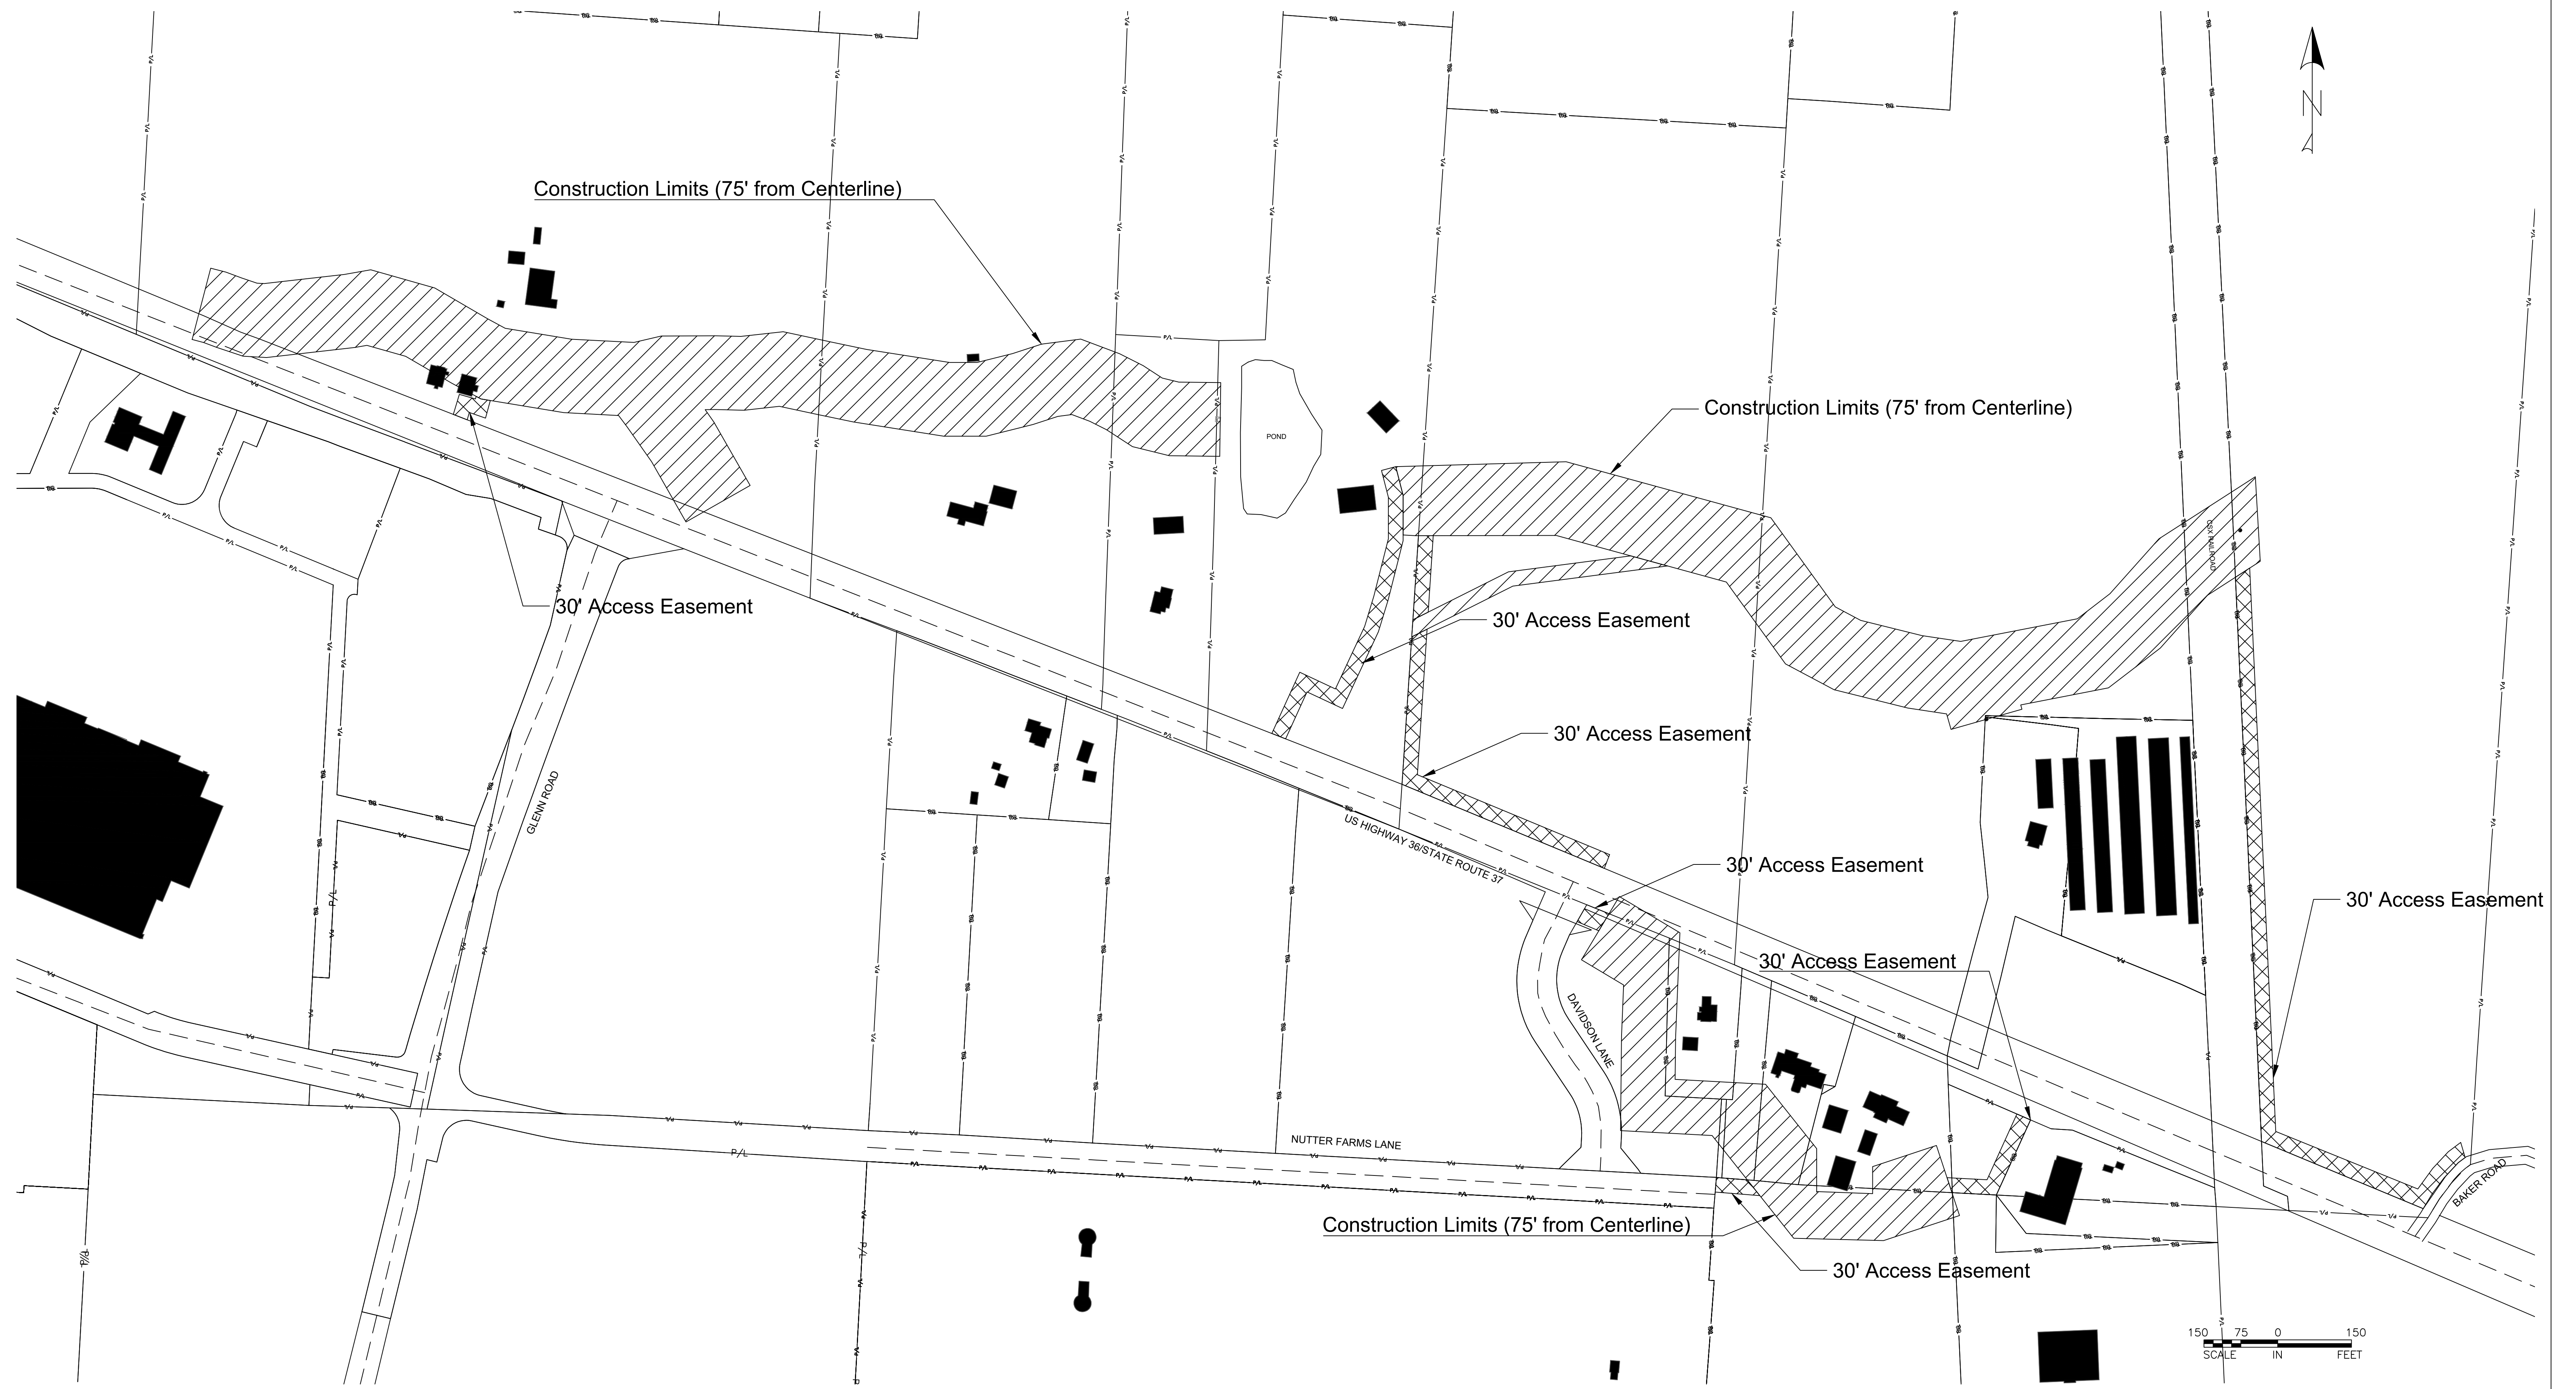 N
Construction Limits (75' from Centerline)
Construction Limits (75' from Centerline)
POND
CSX RAILROAD
30' Access Easement
30' Access Easement
30' Access Easement
GLENN ROAD
US HIGHWAY 36/STATE ROUTE 37
30' Access Easement
30' Access Easement
P/L
30' Access Easement
DAVIDSON LANE
NUTTER FARMS LANE
P/L
BAKER ROAD
Construction Limits (75' from Centerline)
P/L
P/L
30' Access Easement
150 75 0 150
SCALE IN FEET